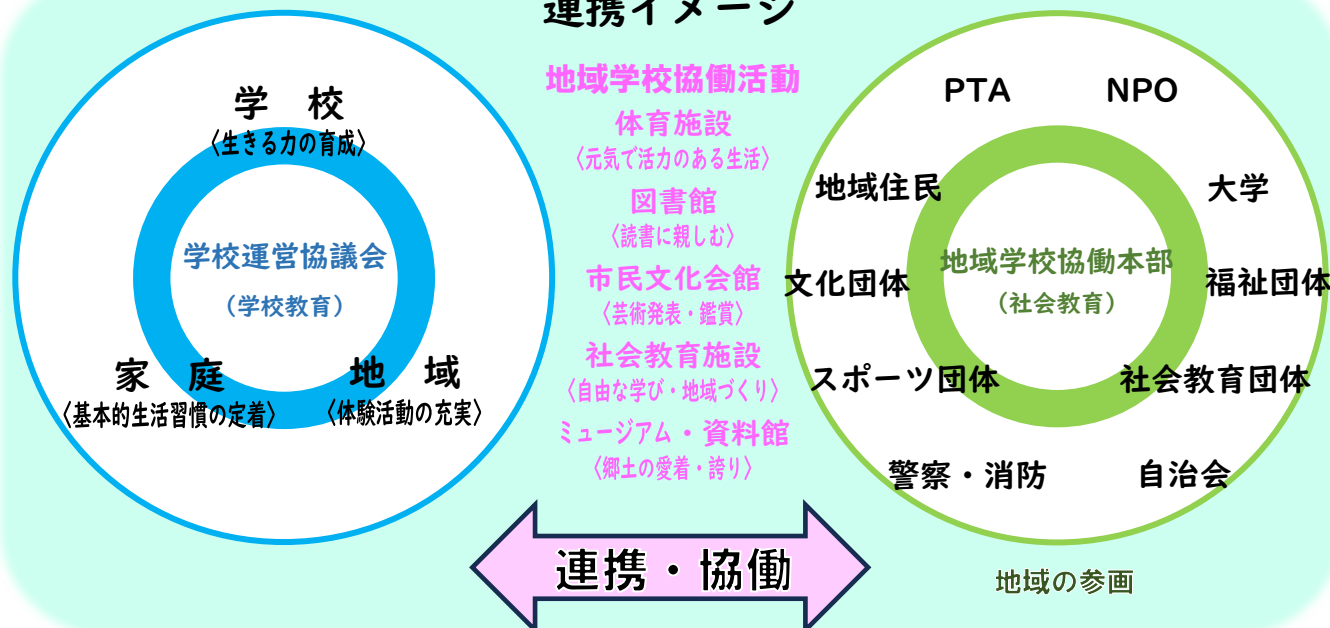 連携イメージ
学　校
〈生きる力の育成〉
学校運営協議会
（学校教育）
家　庭
〈基本的生活習慣の定着〉
地　域
〈体験活動の充実〉
地域学校協働活動
体育施設
〈元気で活力のある生活〉
図書館
〈読書に親しむ〉
市民文化会館
〈芸術発表・鑑賞〉
社会教育施設
〈自由な学び・地域づくり〉
ミュージアム・資料館
〈郷土の愛着・誇り〉
連携・協働
PTA
NPO
地域住民
大学
地域学校協働本部
（社会教育）
文化団体
福祉団体
スポーツ団体
社会教育団体
警察・消防
自治会
地域の参画